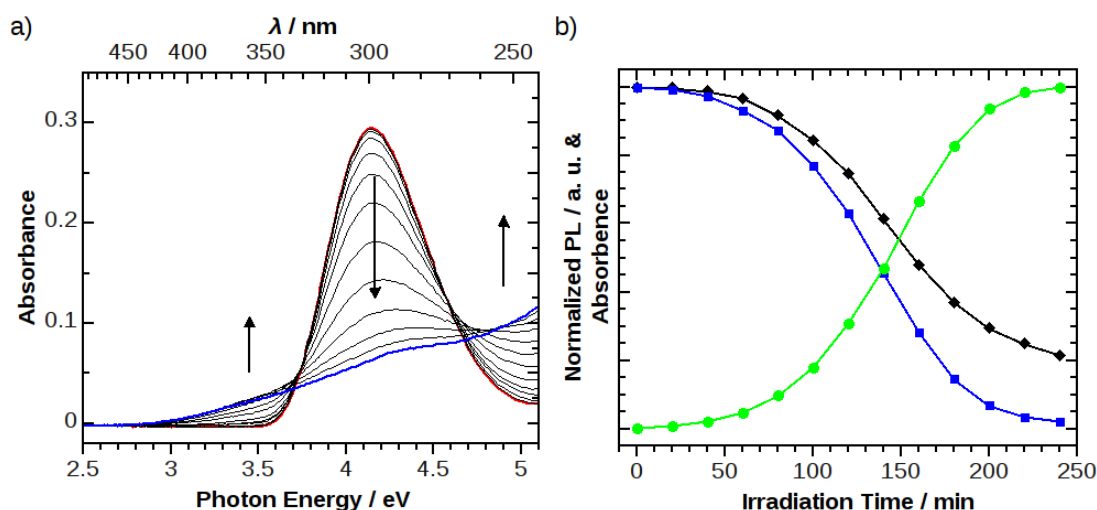 a)
λ / nm
450 400 350 300 250
Absorbance
0.3
0.2
0.1
0
2.5 3 3.5 4 4.5 5
Photon Energy / eV
b)
Normalized PL / a. u. &
Absorbence
0 50 100 150 200 250
Irradiation Time / min